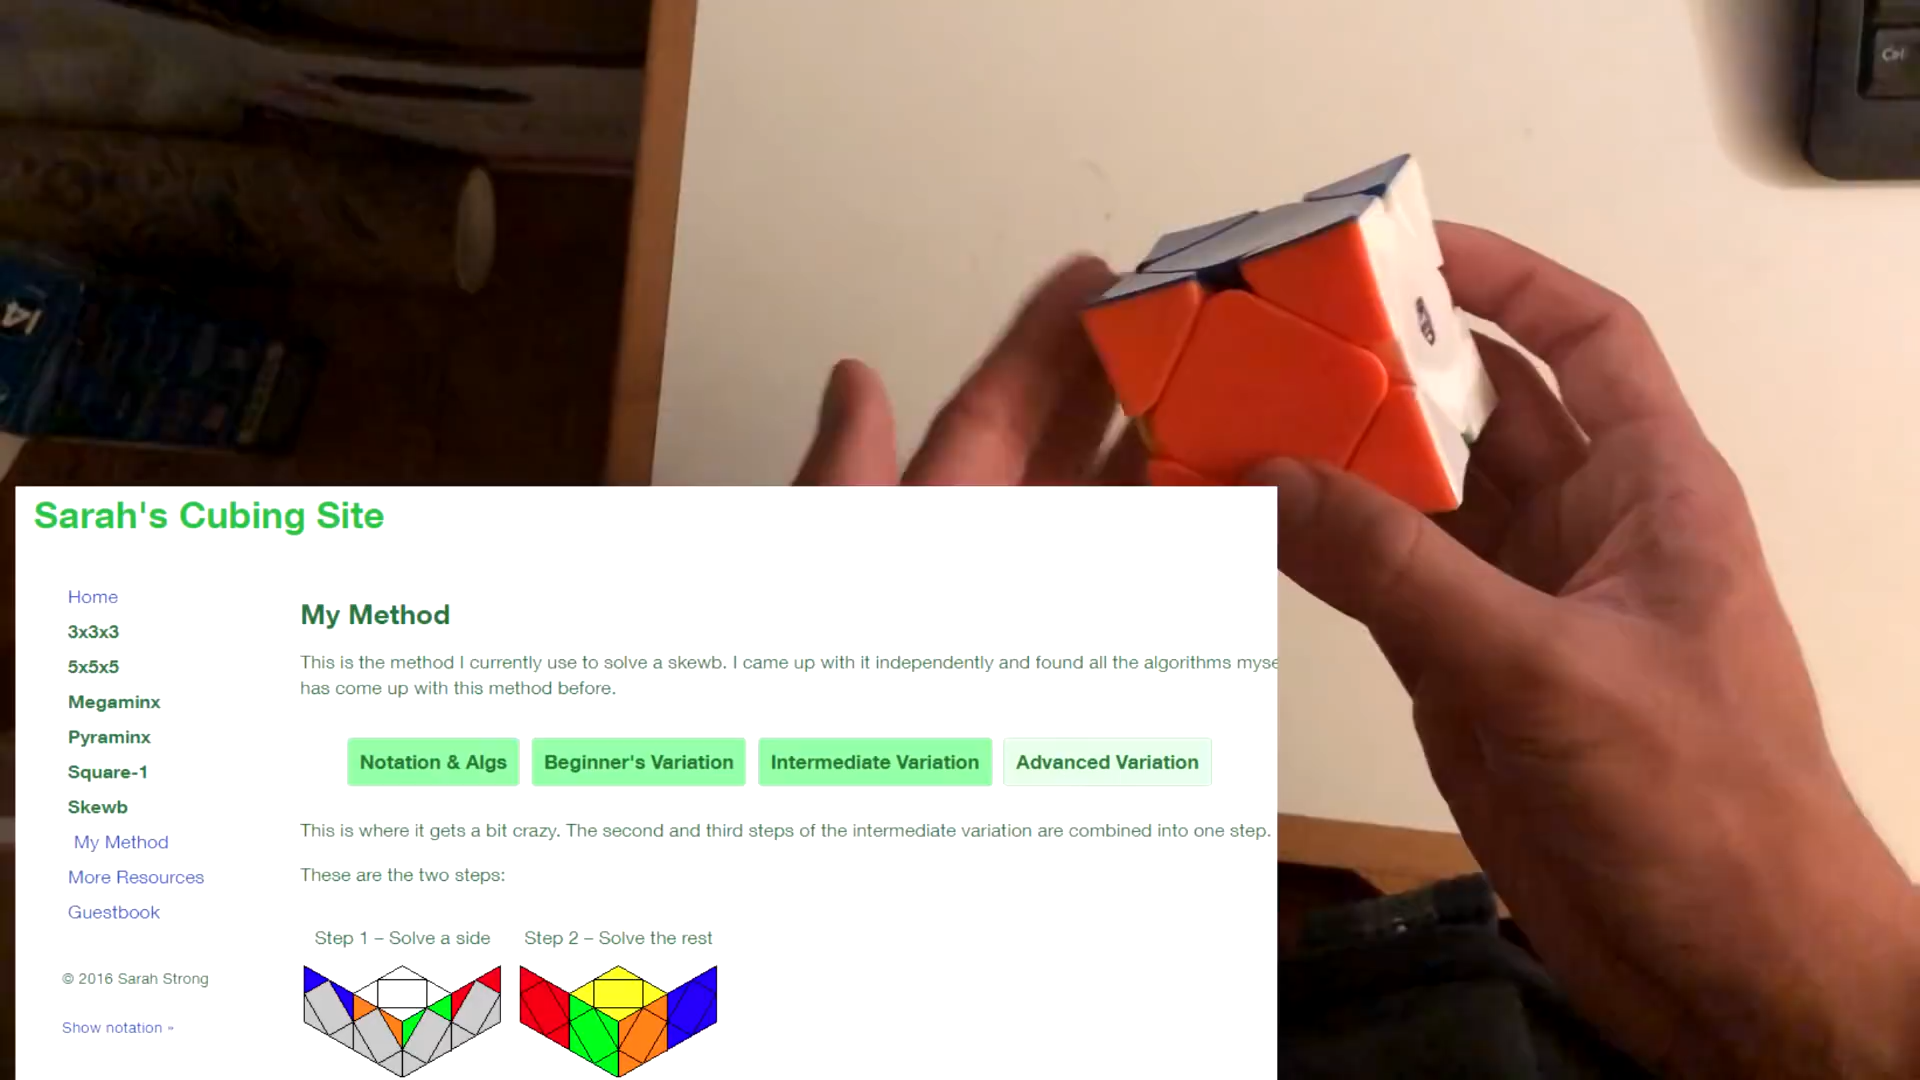 Ctrl
14
Sarah's Cubing Site
Home
3x3x3
5x5x5
Megaminx
Pyraminx
Square-1
Skewb
My Method
More Resources
Guestbook
© 2016 Sarah Strong
Show notation »
My Method
This is the method I currently use to solve a skewb. I came up with it independently and found all the algorithms myse
has come up with this method before.
Notation & Algs
Beginner's Variation
Intermediate Variation
Advanced Variation
This is where it gets a bit crazy. The second and third steps of the intermediate variation are combined into one step.
These are the two steps:
Step 1 – Solve a side
Step 2 – Solve the rest